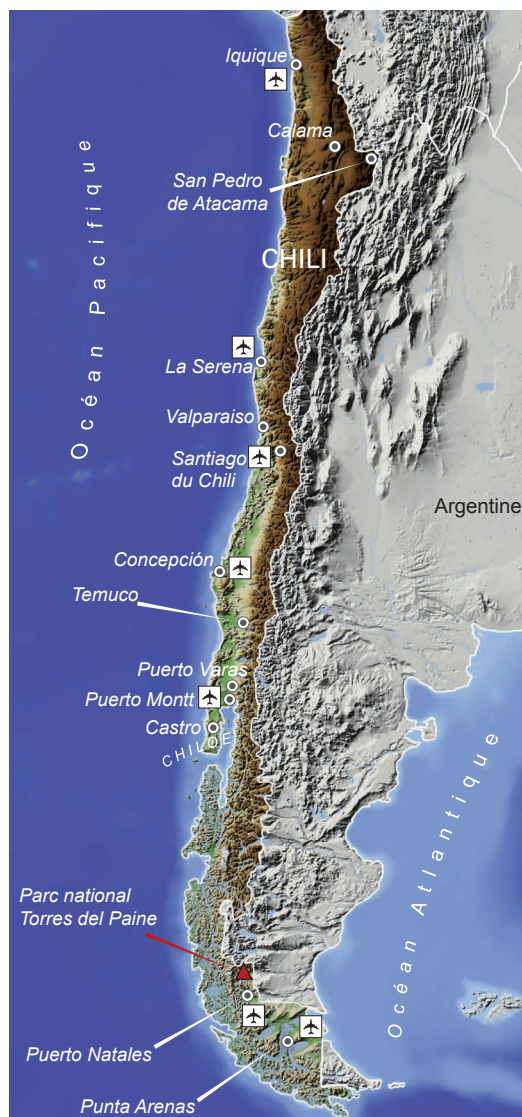 Iquique
Calama
San Pedro
de Atacama
Océan Pacifique
CHILI
La Serena
Valparaiso
Santiago
du Chili
Argentine
Concepción
Temuco
Puerto Varas
Puerto Montt
Castro
CHILOE
Océan Atlantique
Parc national
Torres del Paine
Puerto Natales
Punta Arenas